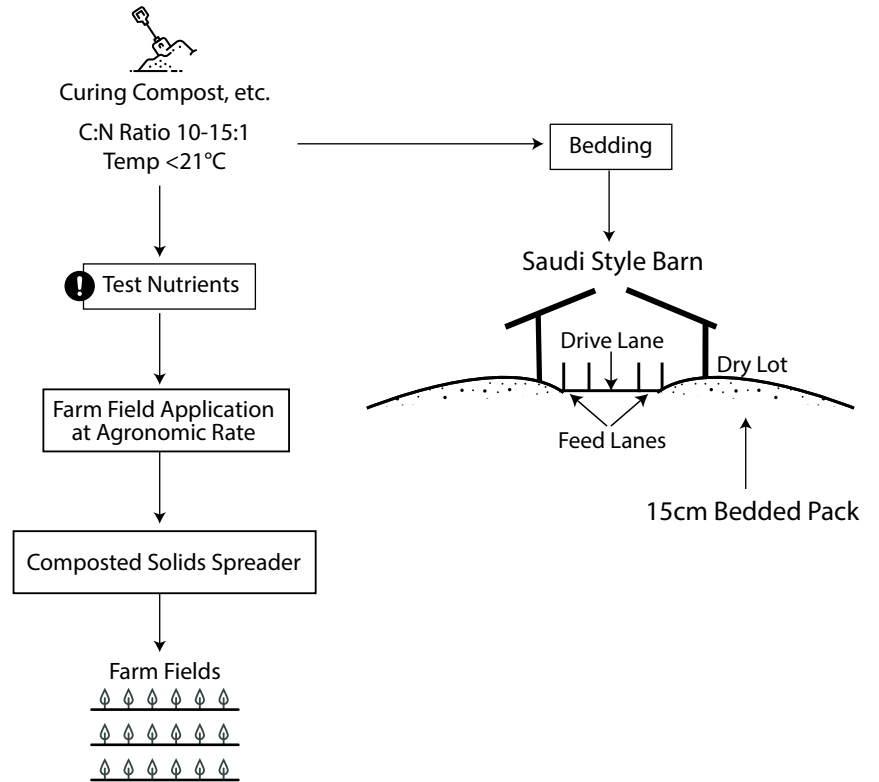 Curing Compost, etc.
C:N Ratio 10-15:1
Temp <21°C
Bedding
Test Nutrients
Farm Field Application
at Agronomic Rate
Composted Solids Spreader
Farm Fields
Saudi Style Barn
Drive Lane
Dry Lot
Feed Lanes
15cm Bedded Pack